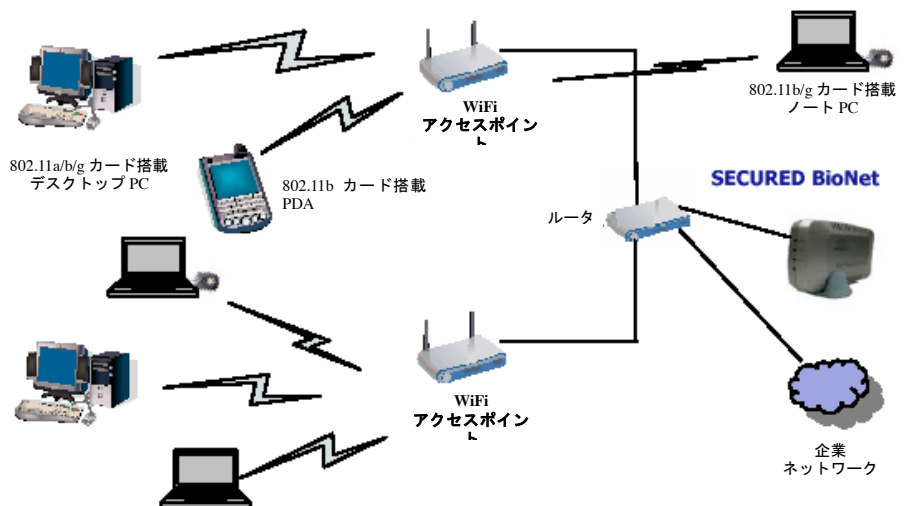 WiFi
アクセスポイン
ト
802.11b/g カード搭載
ノート PC
802.11a/b/g カード搭載
デスクトップ PC
802.11b カード搭載
PDA
SECURED BioNet
ルータ
WiFi
アクセスポイン
ト
企業
ネットワーク